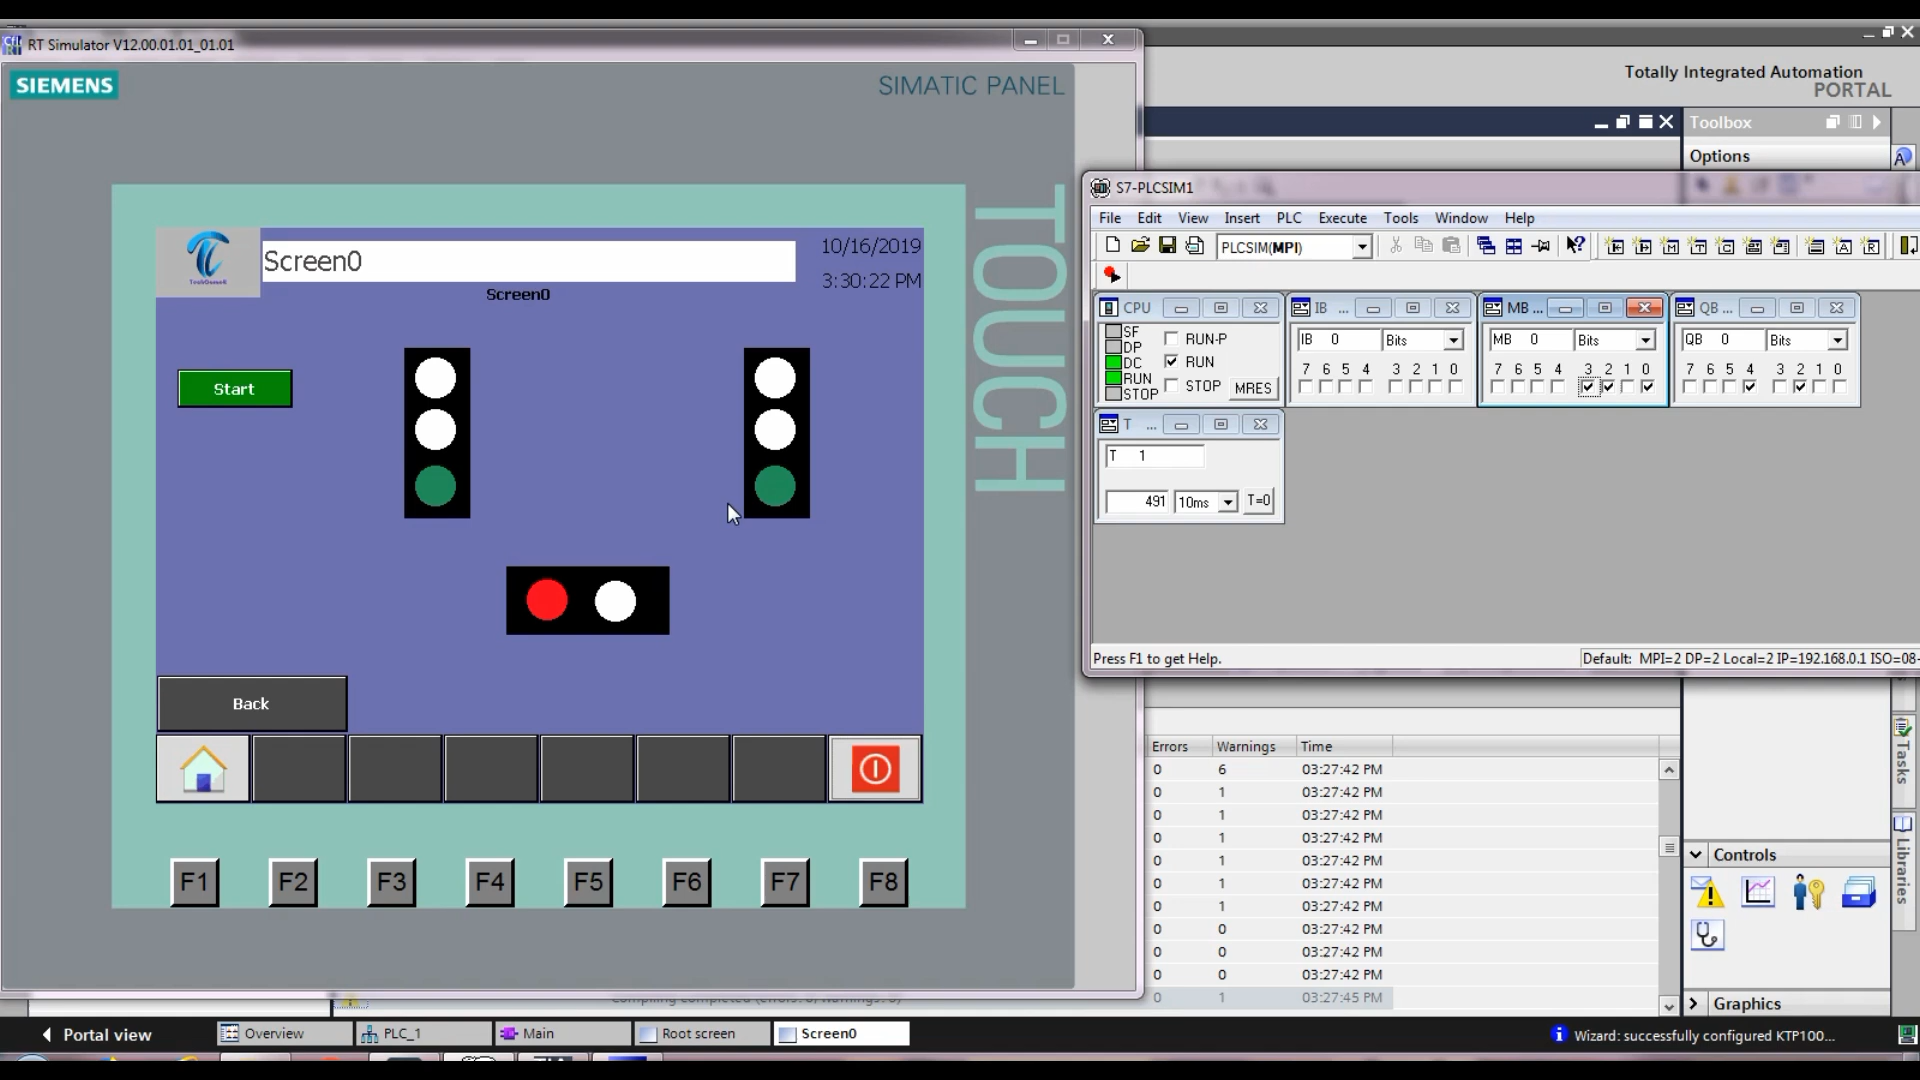 RT Simulator V12.00.01.01_01.01
SIEMENS
SIMATIC PANEL
TOUCH
Screen0
10/16/2019
3:30:22 PM
Screen0
Start
Back
F1 F2 F3 F4 F5 F6 F7 F8
Totally Integrated Automation
PORTAL
Toolbox
Options
S7-PLCSIM1
File Edit View Insert PLC Execute Tools Window Help
PLCSIM(MPI)
CPU
SF
DP
DC
RUN
STOP
RUN-P
RUN
STOP
MRES
IB ...
IB 0 Bits
7 6 5 4 3 2 1 0
MB ...
MB 0 Bits
7 6 5 4 3 2 1 0
QB ...
QB 0 Bits
7 6 5 4 3 2 1 0
T ...
T 1
491 10ms T=0
Press F1 to get Help.
Default: MPI=2 DP=2 Local=2 IP=192.168.0.1 ISO=08-
Errors Warnings Time
0 6 03:27:42 PM
0 1 03:27:42 PM
0 1 03:27:42 PM
0 1 03:27:42 PM
0 1 03:27:42 PM
0 1 03:27:42 PM
0 1 03:27:42 PM
0 0 03:27:42 PM
0 0 03:27:42 PM
0 0 03:27:42 PM
0 1 03:27:45 PM
Tasks
Libraries
Controls
Graphics
Portal view
Overview
PLC_1
Main
Root screen
Screen0
Wizard: successfully configured KTP100...